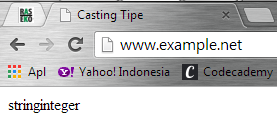 BAS
EKO
Casting Tipe
www.example.net
Apl Yahoo! Indonesia Codecademy
stringinteger